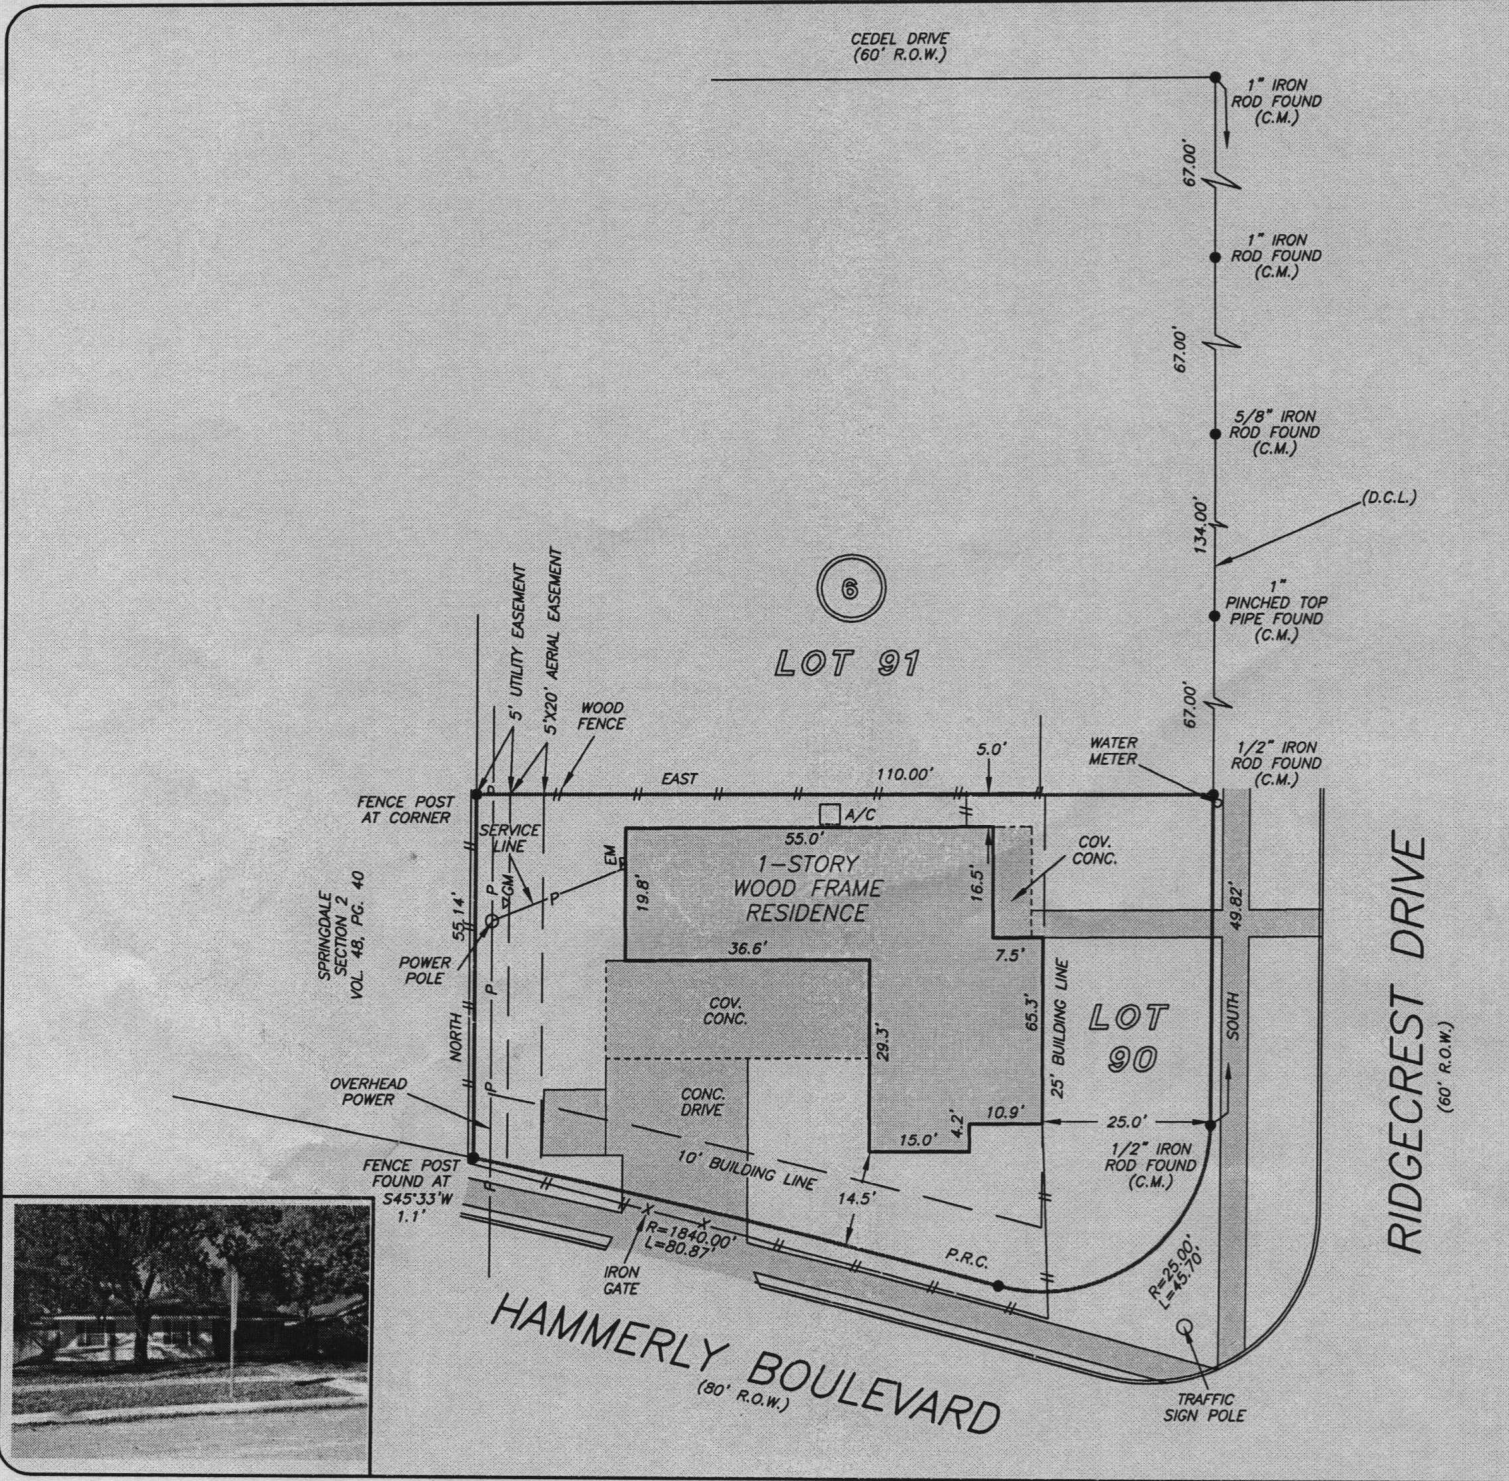 CEDEL DRIVE
(60' R.O.W.)
1" IRON
ROD FOUND
(C.M.)
67.00'
1" IRON
ROD FOUND
(C.M.)
67.00'
5/8" IRON
ROD FOUND
(C.M.)
134.00'
(D.C.L.)
1"
PINCHED TOP
PIPE FOUND
(C.M.)
67.00'
6
LOT 91
5' UTILITY EASEMENT
5'X20' AERIAL EASEMENT
WOOD
FENCE
5.0'
WATER
METER
1/2" IRON
ROD FOUND
(C.M.)
EAST
110.00'
FENCE POST
AT CORNER
P
A/C
SERVICE
LINE
EM
55.0'
1-STORY
WOOD FRAME
RESIDENCE
COV.
CONC.
16.5'
19.8'
GM
P
P
SPRINGDALE
SECTION 2
VOL. 48, PG. 40
55.14'
49.82'
RIDGECREST DRIVE
(60' R.O.W.)
POWER
POLE
36.6'
7.5'
P
COV.
CONC.
65.3'
25' BUILDING LINE
LOT
90
29.3'
NORTH
SOUTH
OVERHEAD
POWER
P
CONC.
DRIVE
10.9'
4.2'
15.0'
25.0'
10' BUILDING LINE
1/2" IRON
ROD FOUND
(C.M.)
FENCE POST
FOUND AT
S45°33'W
1.1'
P
14.5'
R=1840.00'
L=80.87'
P.R.C.
R=25.00'
L=45.70'
IRON
GATE
HAMMERLY BOULEVARD
(80' R.O.W.)
TRAFFIC
SIGN POLE